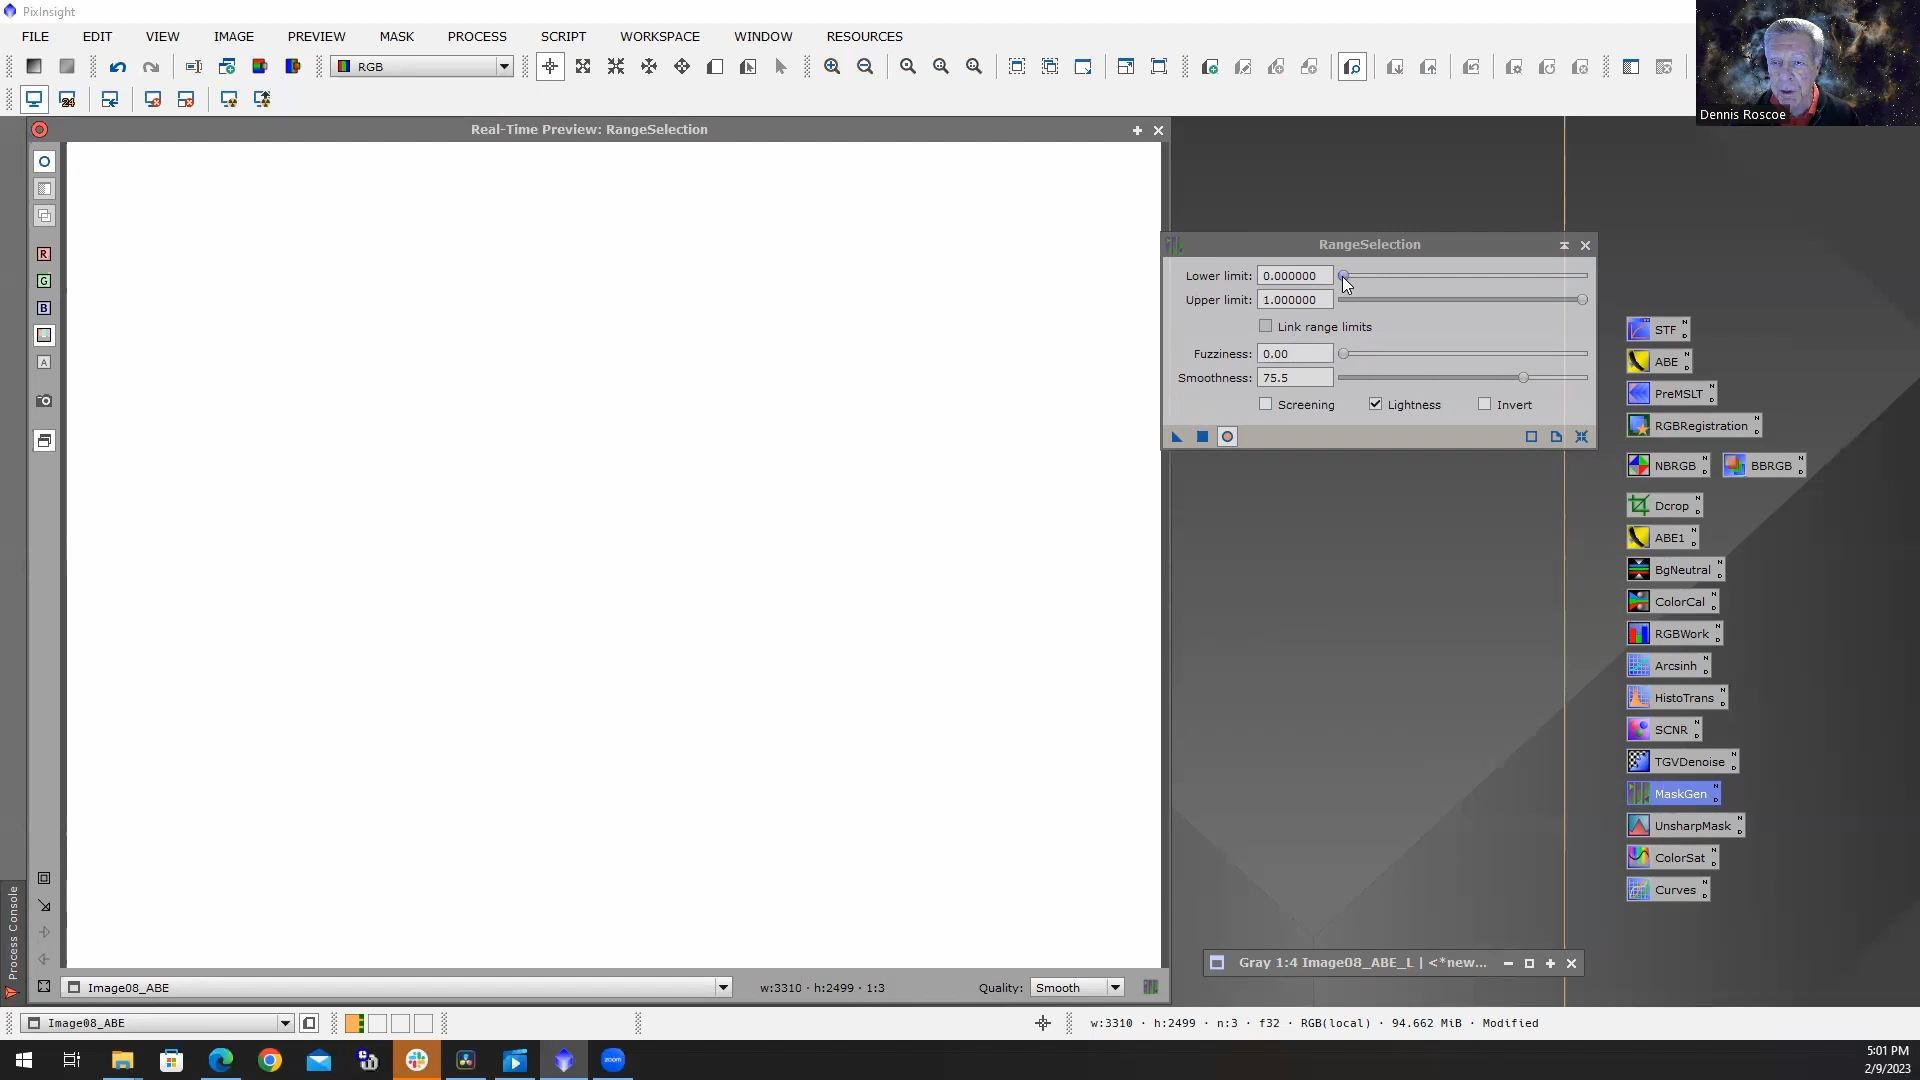 PixInsight
FILE EDIT VIEW IMAGE PREVIEW MASK PROCESS SCRIPT WORKSPACE WINDOW RESOURCES
RGB
24
Dennis Roscoe
Real-Time Preview: RangeSelection
R
G
B
A
RangeSelection
Lower limit: 0.000000
Upper limit: 1.000000
Link range limits
Fuzziness: 0.00
Smoothness: 75.5
Screening Lightness Invert
STF N D
ABE N D
PreMSLT N D
RGBRegistration N D
NBRGB N D BBRGB N D
Dcrop N D
ABE1 N D
BgNeutral N D
ColorCal N D
RGBWork N D
Arcsinh N D
HistoTrans N D
SCNR N D
TGVDenoise N D
MaskGen N D
UnsharpMask N D
ColorSat N D
Curves N D
Process Console
Gray 1:4 Image08_ABE_L | <*new...
Image08_ABE w:3310 · h:2499 · 1:3 Quality: Smooth
Image08_ABE w:3310 · h:2499 · n:3 · f32 · RGB(local) · 94.662 MiB · Modified
zoom
5:01 PM
2/9/2023